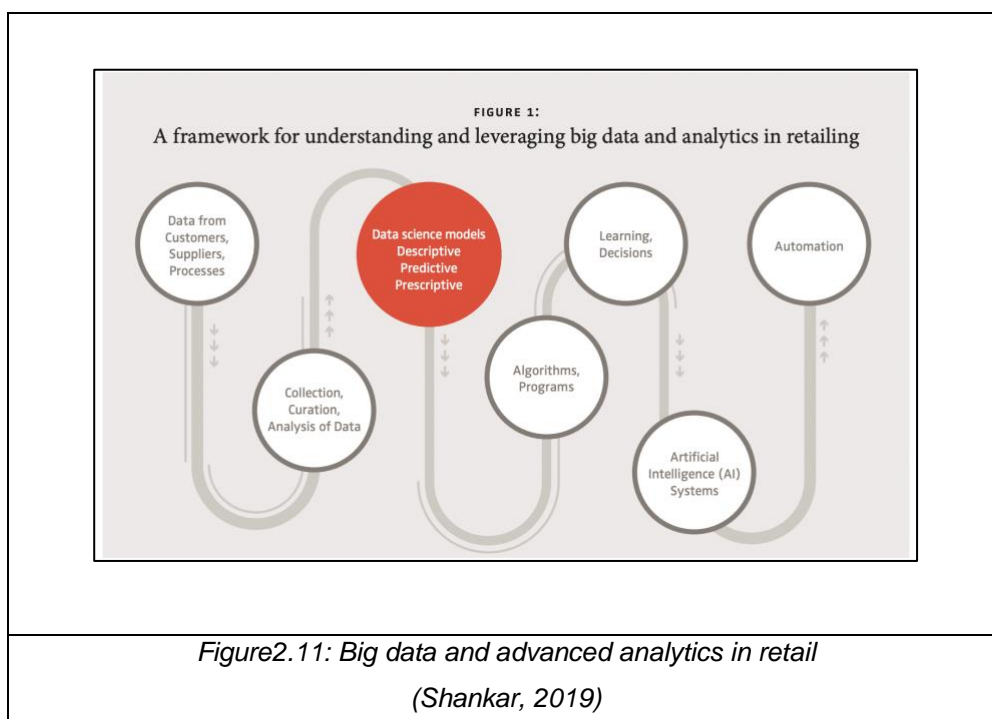 FIGURE 1:
A framework for understanding and leveraging big data and analytics in retailing
Data from
Customers,
Suppliers,
Processes
Collection,
Curation,
Analysis of Data
Data science models
Descriptive
Predictive
Prescriptive
Algorithms,
Programs
Learning,
Decisions
Artificial
Intelligence (AI)
Systems
Automation
Figure2.11: Big data and advanced analytics in retail
(Shankar, 2019)